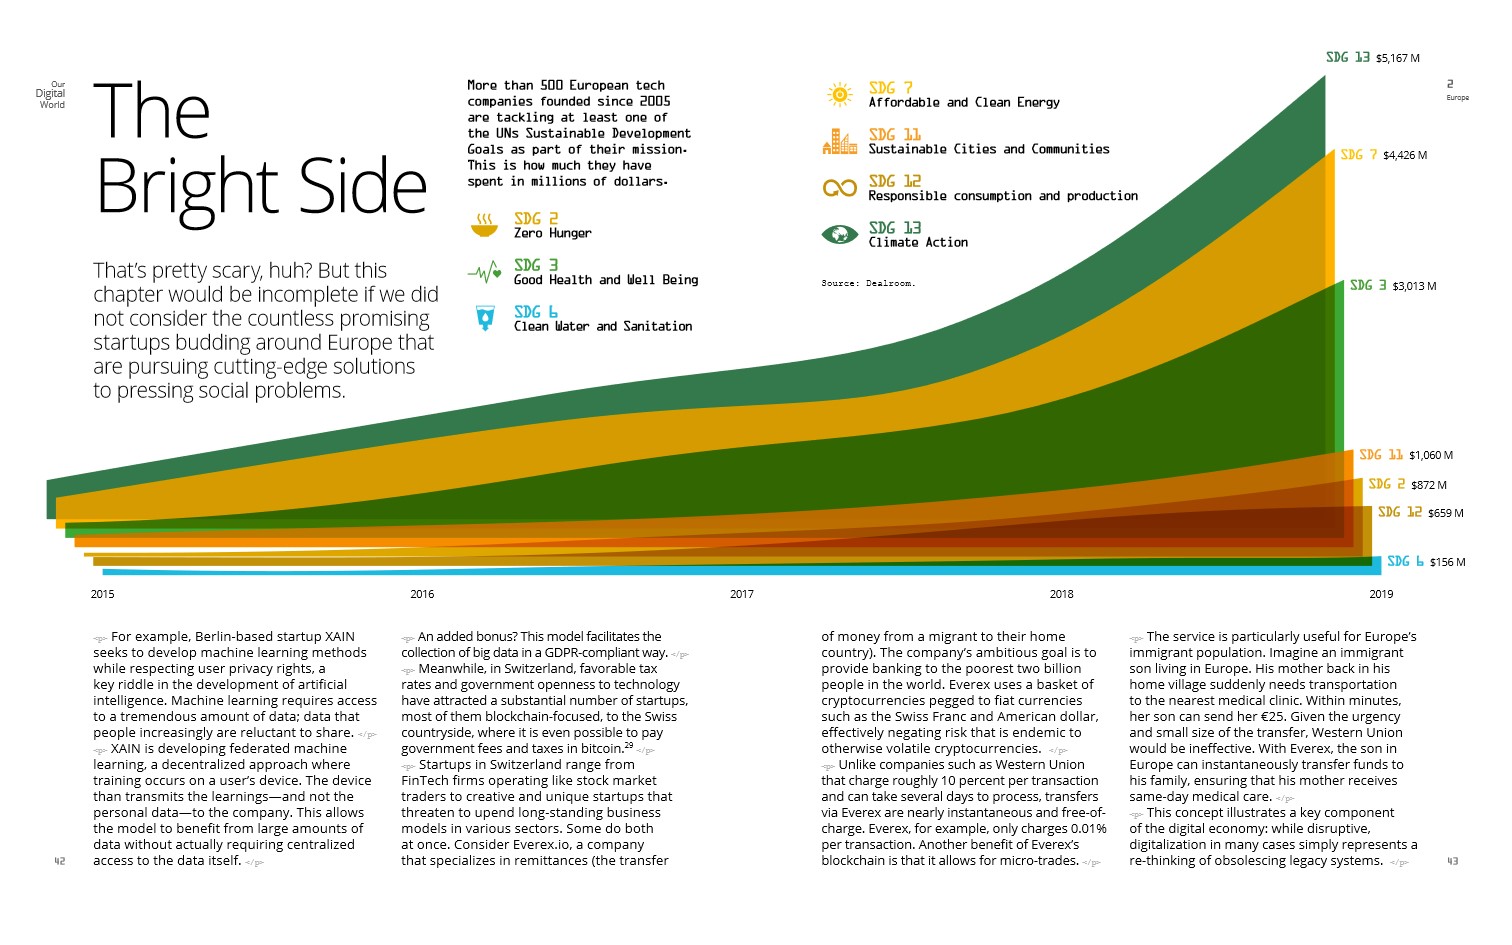 Our
Digital
World
The
Bright Side
That’s pretty scary, huh? But this
chapter would be incomplete if we did
not consider the countless promising
startups budding around Europe that
are pursuing cutting-edge solutions
to pressing social problems.
More than 500 European tech
companies founded since 2005
are tackling at least one of
the UNs Sustainable Development
Goals as part of their mission.
This is how much they have
spent in millions of dollars.
SDG 2
Zero Hunger
SDG 3
Good Health and Well Being
SDG 6
Clean Water and Sanitation
SDG 7
Affordable and Clean Energy
SDG 11
Sustainable Cities and Communities
SDG 12
Responsible consumption and production
SDG 13
Climate Action
Source: Dealroom.
2
Europe
SDG 13 $5,167 M
SDG 7 $4,426 M
SDG 3 $3,013 M
SDG 11 $1,060 M
SDG 2 $872 M
SDG 12 $659 M
SDG 6 $156 M
2015 2016 2017 2018 2019
<p> For example, Berlin-based startup XAIN
seeks to develop machine learning methods
while respecting user privacy rights, a
key riddle in the development of artificial
intelligence. Machine learning requires access
to a tremendous amount of data; data that
people increasingly are reluctant to share. </p>
<p> XAIN is developing federated machine
learning, a decentralized approach where
training occurs on a user’s device. The device
than transmits the learnings—and not the
personal data—to the company. This allows
the model to benefit from large amounts of
data without actually requiring centralized
access to the data itself. </p>
<p> An added bonus? This model facilitates the
collection of big data in a GDPR-compliant way. </p>
<p> Meanwhile, in Switzerland, favorable tax
rates and government openness to technology
have attracted a substantial number of startups,
most of them blockchain-focused, to the Swiss
countryside, where it is even possible to pay
government fees and taxes in bitcoin.29 </p>
<p> Startups in Switzerland range from
FinTech firms operating like stock market
traders to creative and unique startups that
threaten to upend long-standing business
models in various sectors. Some do both
at once. Consider Everex.io, a company
that specializes in remittances (the transfer
of money from a migrant to their home
country). The company’s ambitious goal is to
provide banking to the poorest two billion
people in the world. Everex uses a basket of
cryptocurrencies pegged to fiat currencies
such as the Swiss Franc and American dollar,
effectively negating risk that is endemic to
otherwise volatile cryptocurrencies. </p>
<p> Unlike companies such as Western Union
that charge roughly 10 percent per transaction
and can take several days to process, transfers
via Everex are nearly instantaneous and free-of-
charge. Everex, for example, only charges 0.01%
per transaction. Another benefit of Everex’s
blockchain is that it allows for micro-trades. </p>
<p> The service is particularly useful for Europe’s
immigrant population. Imagine an immigrant
son living in Europe. His mother back in his
home village suddenly needs transportation
to the nearest medical clinic. Within minutes,
her son can send her €25. Given the urgency
and small size of the transfer, Western Union
would be ineffective. With Everex, the son in
Europe can instantaneously transfer funds to
his family, ensuring that his mother receives
same-day medical care. </p>
<p> This concept illustrates a key component
of the digital economy: while disruptive,
digitalization in many cases simply represents a
re-thinking of obsolescing legacy systems. </p>
42
43